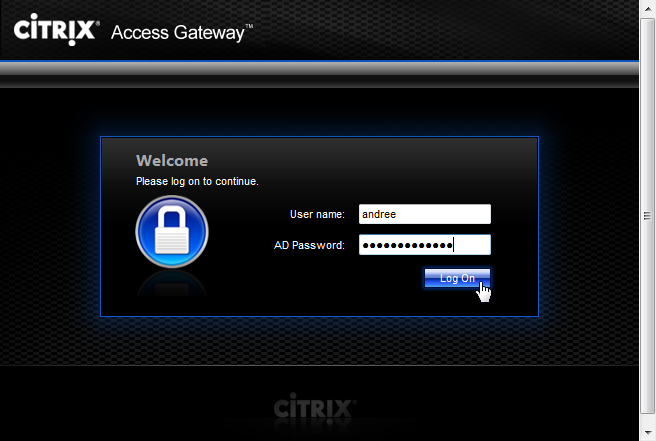 CITRIX® Access Gateway™
Welcome
Please log on to continue.
User name: andree
AD Password: ●●●●●●●●●●●●●
Log On
CITRIX®